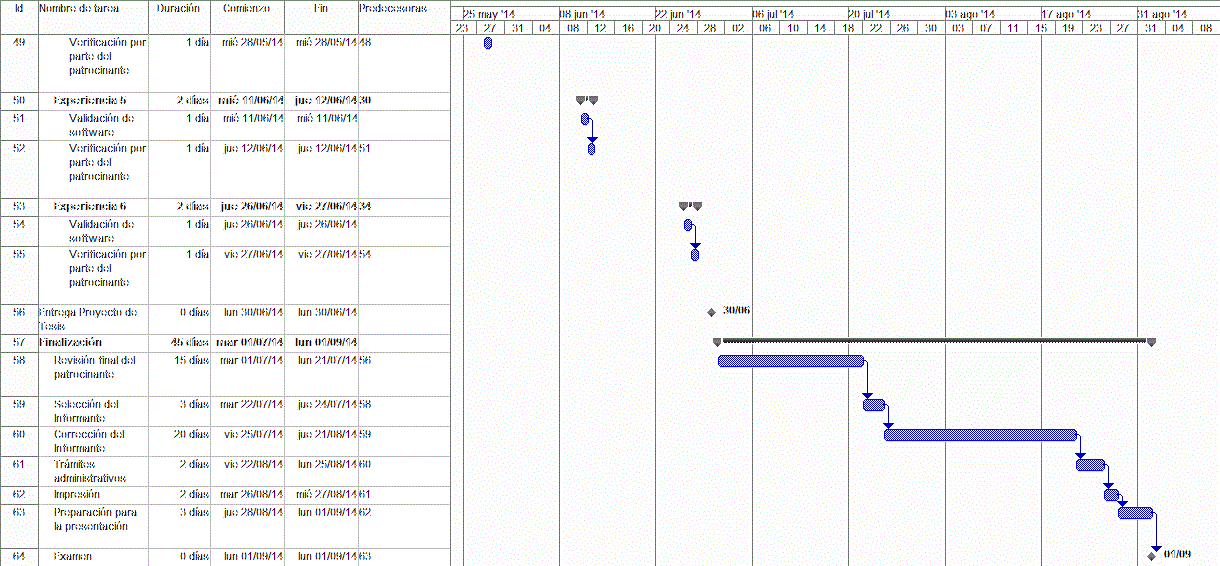 Id Nombre de tarea Duración Comienzo Fin Predecesoras 25 may '14 08 jun '14 22 jun '14 06 jul '14 20 jul '14 03 ago '14 17 ago '14 31 ago '14
23 27 31 04 08 12 16 20 24 28 02 06 10 14 18 22 26 30 03 07 11 15 19 23 27 31 04 08
49 Verificación por 1 día mié 28/05/14 mié 28/05/14 48
parte del
patrocinante
50 Experiencia 5 2 días mié 11/06/14 jue 12/06/14 30
51 Validación de 1 día mié 11/06/14 mié 11/06/14
software
52 Verificación por 1 día jue 12/06/14 jue 12/06/14 51
parte del
patrocinante
53 Experiencia 6 2 días jue 26/06/14 vie 27/06/14 34
54 Validación de 1 día jue 26/06/14 jue 26/06/14
software
55 Verificación por 1 día vie 27/06/14 vie 27/06/14 54
parte del
patrocinante
56 Entrega Proyecto de 0 días lun 30/06/14 lun 30/06/14 30/06
Tesis
57 Finalización 45 días mar 01/07/14 lun 01/09/14
58 Revisión final del 15 días mar 01/07/14 lun 21/07/14 56
patrocinante
59 Selección del 3 días mar 22/07/14 jue 24/07/14 58
Informante
60 Corrección del 20 días vie 25/07/14 jue 21/08/14 59
Informante
61 Trámites 2 días vie 22/08/14 lun 25/08/14 60
administrativos
62 Impresión 2 días mar 26/08/14 mié 27/08/14 61
63 Preparación para 3 días jue 28/08/14 lun 01/09/14 62
la presentación
64 Examen 0 días lun 01/09/14 lun 01/09/14 63 01/09